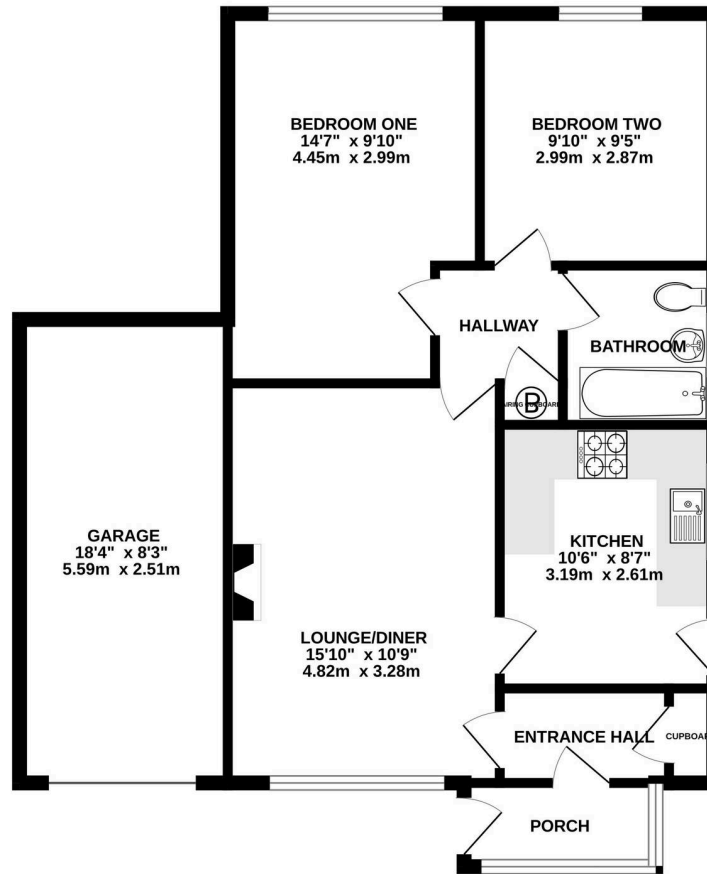 BEDROOM ONE
14'7" x 9'10"
4.45m x 2.99m
BEDROOM TWO
9'10" x 9'5"
2.99m x 2.87m
HALLWAY
BATHROOM
B
GARAGE
18'4" x 8'3"
5.59m x 2.51m
KITCHEN
10'6" x 8'7"
3.19m x 2.61m
LOUNGE/DINER
15'10" x 10'9"
4.82m x 3.28m
ENTRANCE HALL
CUPBOAR
PORCH